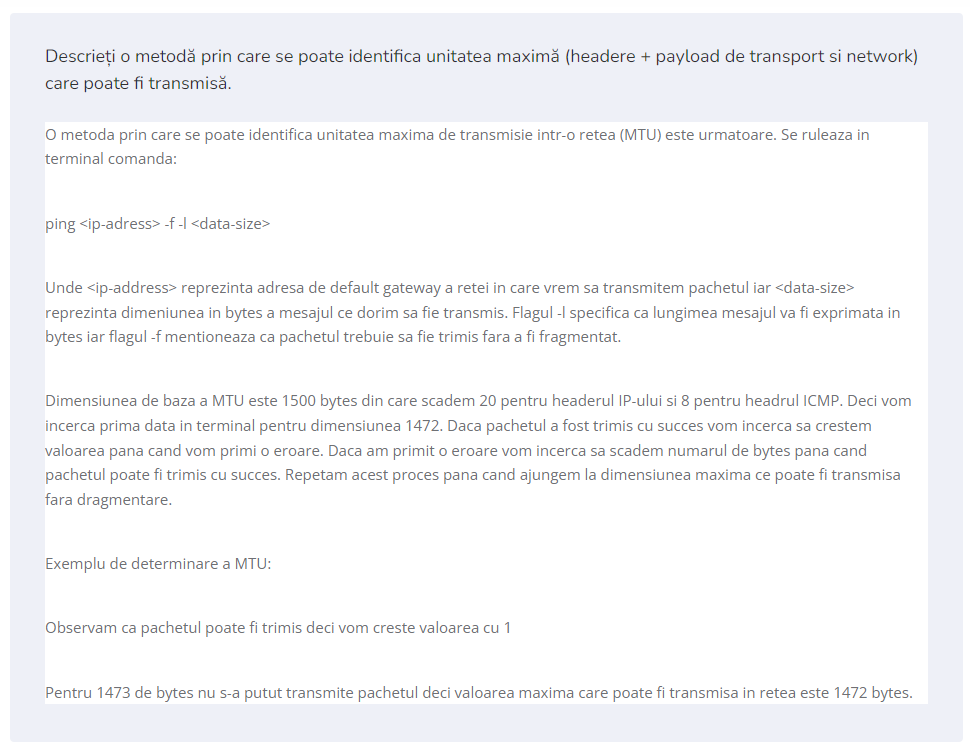 Descrieți o metodă prin care se poate identifica unitatea maximă (headere + payload de transport si network)
care poate fi transmisă.
O metoda prin care se poate identifica unitatea maxima de transmisie intr-o retea (MTU) este urmatoare. Se ruleaza in
terminal comanda:
ping <ip-adress> -f -l <data-size>
Unde <ip-address> reprezinta adresa de default gateway a retei in care vrem sa transmitem pachetul iar <data-size>
reprezinta dimeniunea in bytes a mesajul ce dorim sa fie transmis. Flagul -l specifica ca lungimea mesajul va fi exprimata in
bytes iar flagul -f mentioneaza ca pachetul trebuie sa fie trimis fara a fi fragmentat.
Dimensiunea de baza a MTU este 1500 bytes din care scadem 20 pentru headerul IP-ului si 8 pentru headrul ICMP. Deci vom
incerca prima data in terminal pentru dimensiunea 1472. Daca pachetul a fost trimis cu succes vom incerca sa crestem
valoarea pana cand vom primi o eroare. Daca am primit o eroare vom incerca sa scadem numarul de bytes pana cand
pachetul poate fi trimis cu succes. Repetam acest proces pana cand ajungem la dimensiunea maxima ce poate fi transmisa
fara dragmentare.
Exemplu de determinare a MTU:
Observam ca pachetul poate fi trimis deci vom creste valoarea cu 1
Pentru 1473 de bytes nu s-a putut transmite pachetul deci valoarea maxima care poate fi transmisa in retea este 1472 bytes.